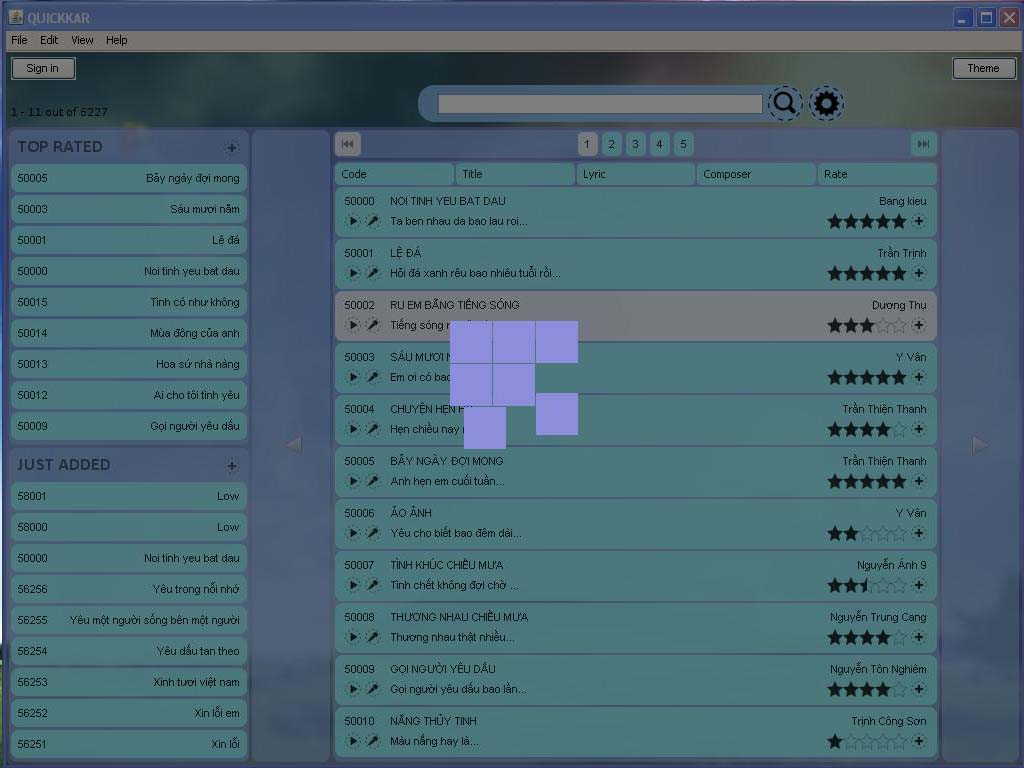 QUICKKAR
File Edit View Help
Sign in
Theme
1 - 11 out of 6227
TOP RATED +
50005 Bảy ngày đợi mong
50003 Sáu mươi năm
50001 Lệ đá
50000 Noi tinh yeu bat dau
50015 Tình có như không
50014 Mùa đông của anh
50013 Hoa sứ nhà nàng
50012 Ai cho tôi tình yêu
50009 Gọi người yêu dấu
JUST ADDED +
58001 Low
58000 Low
50000 Noi tinh yeu bat dau
56256 Yêu trong nỗi nhớ
56255 Yêu một người sống bên một người
56254 Yêu dấu tan theo
56253 Xinh tươi việt nam
56252 Xin lỗi em
56251 Xin lỗi
1 2 3 4 5
Code Title Lyric Composer Rate
50000 NOI TINH YEU BAT DAU Bang kieu
Ta ben nhau da bao lau roi...
50001 LỆ ĐÁ Trần Trịnh
Hỏi đá xanh rêu bao nhiêu tuổi rồi...
50002 RU EM BẰNG TIẾNG SÓNG Dương Thụ
Tiếng sóng
50003 SÁU MƯƠI Y Vân
Em ơi có
50004 CHUYỆN HẸN Trần Thiện Thanh
Hẹn chiều nay
50005 BẢY NGÀY ĐỢI MONG Trần Thiện Thanh
Anh hẹn em cuối tuần...
50006 ẢO ẢNH Y Vân
Yêu cho biết bao đêm dài...
50007 TÌNH KHÚC CHIỀU MƯA Nguyễn Ánh 9
Tình chết không đợi chờ ...
50008 THƯƠNG NHAU CHIỀU MƯA Nguyễn Trung Cang
Thương nhau thật nhiều...
50009 GỌI NGƯỜI YÊU DẤU Nguyễn Tôn Nghiêm
Gọi người yêu dấu bao lần...
50010 NẮNG THỦY TINH Trịnh Công Sơn
Màu nắng hay là...